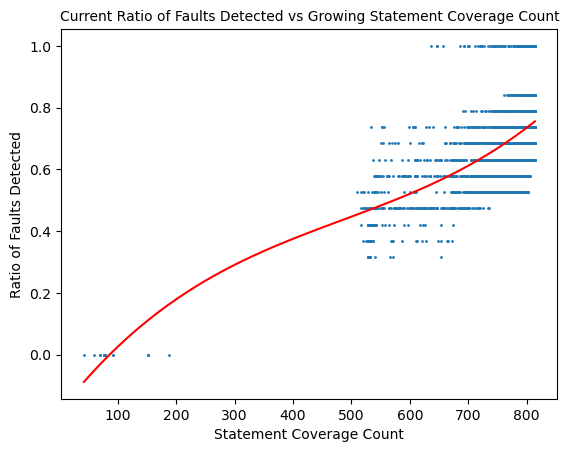 Current Ratio of Faults Detected vs Growing Statement Coverage Count
1.0
0.8
0.6
0.4
0.2
0.0
Ratio of Faults Detected
100 200 300 400 500 600 700 800
Statement Coverage Count